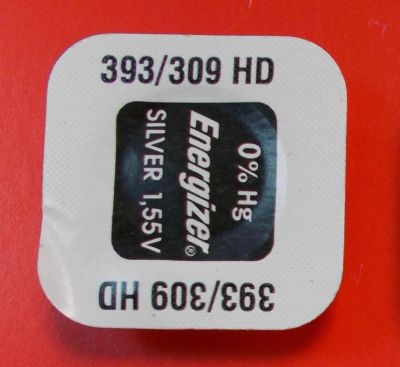 393/309 HD
0% Hg
Energizer®
SILVER 1,55V
393/309 HD